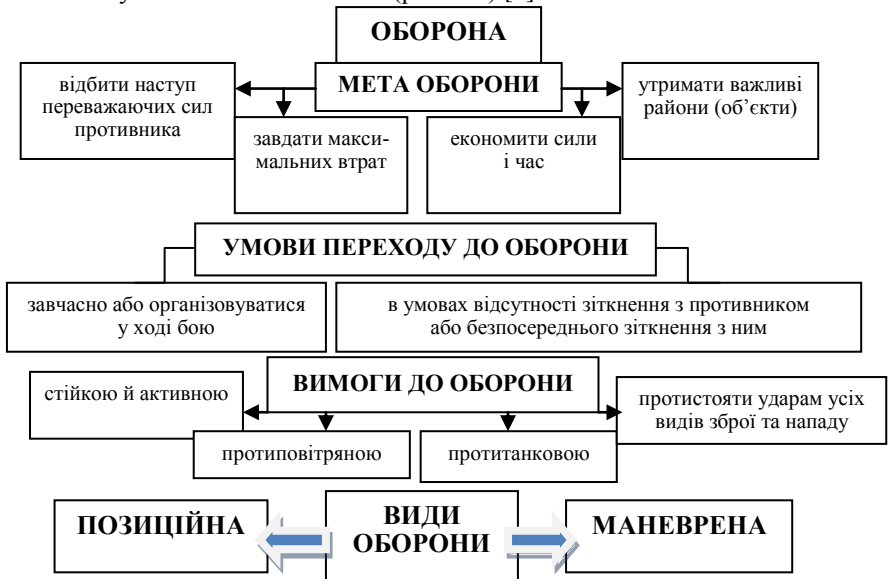 ОБОРОНА
МЕТА ОБОРОНИ
відбити наступ
переважаючих сил
противника
завдати макси-
мальних втрат
економити сили
і час
утримати важливі
райони (об’єкти)
УМОВИ ПЕРЕХОДУ ДО ОБОРОНИ
завчасно або організовуватися
у ході бою
в умовах відсутності зіткнення з противником
або безпосереднього зіткнення з ним
ВИМОГИ ДО ОБОРОНИ
стійкою й активною
протиповітряною
протитанковою
протистояти ударам усіх
видів зброї та нападу
ПОЗИЦІЙНА
ВИДИ
ОБОРОНИ
МАНЕВРЕНА